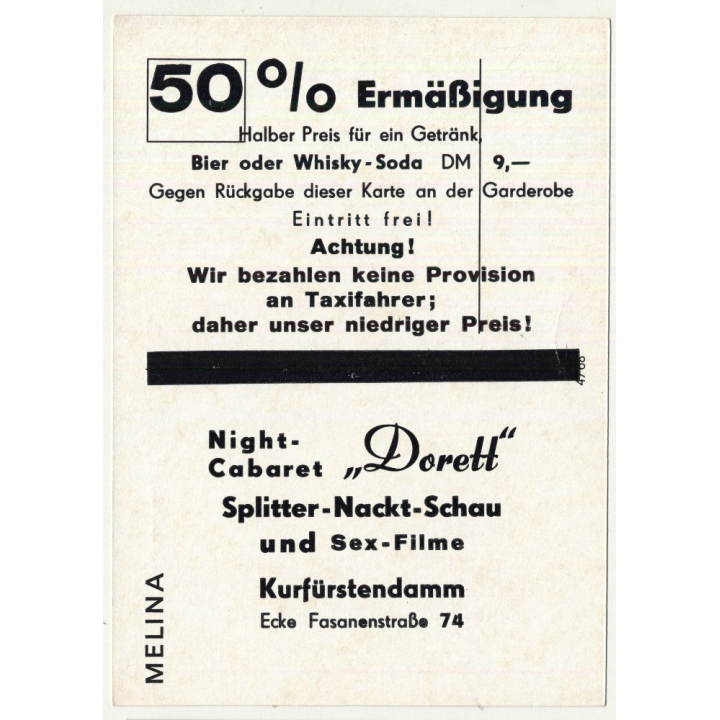 50 % Ermäßigung
Halber Preis für ein Getränk,
Bier oder Whisky-Soda DM 9,—
Gegen Rückgabe dieser Karte an der Garderobe
Eintritt frei!
Achtung!
Wir bezahlen keine Provision
an Taxifahrer;
daher unser niedriger Preis!
Night-
Cabaret „Dorett“
Splitter-Nackt-Schau
und Sex-Filme
Kurfürstendamm
Ecke Fasanenstraße 74
MELINA